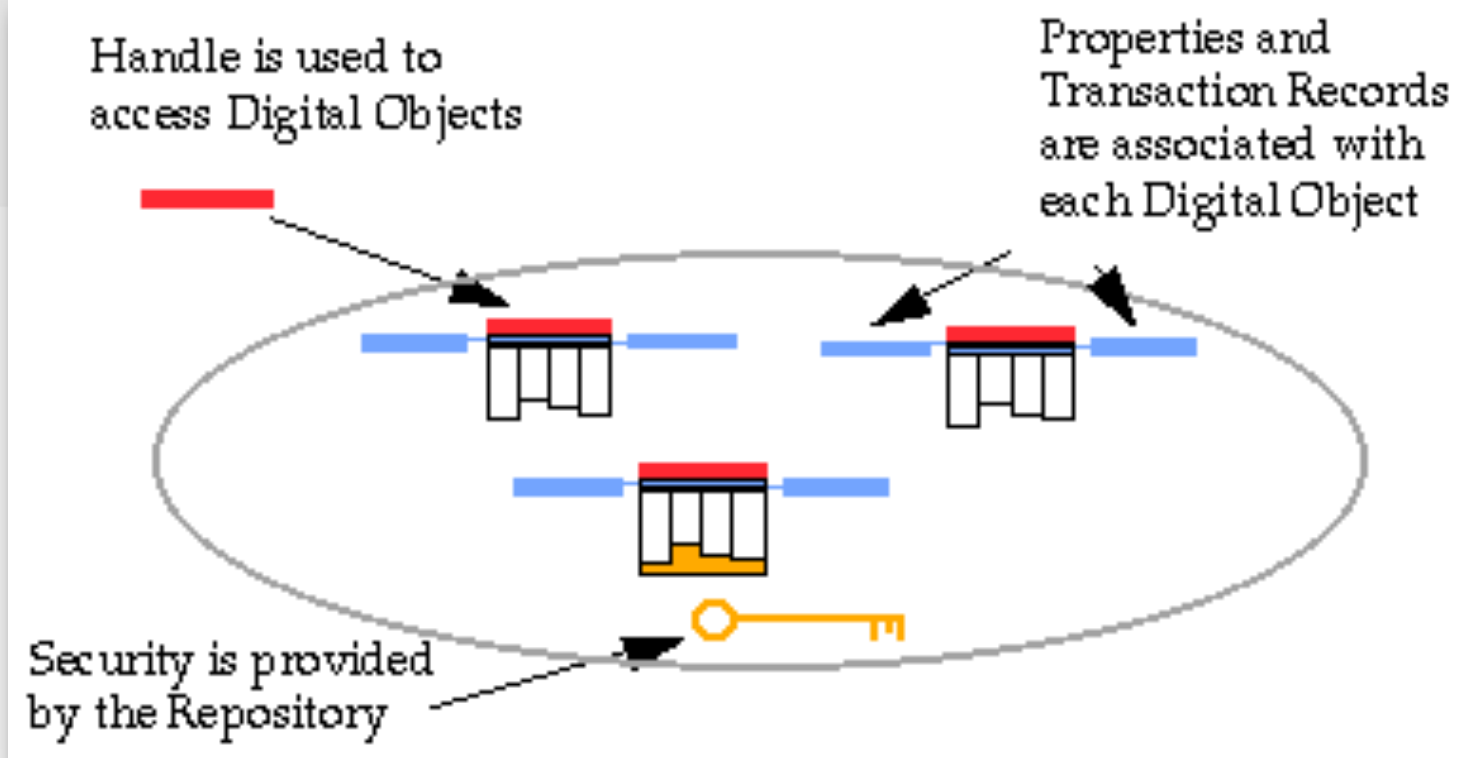 Handle is used to
access Digital Objects
Properties and
Transaction Records
are associated with
each Digital Object
Security is provided
by the Repository